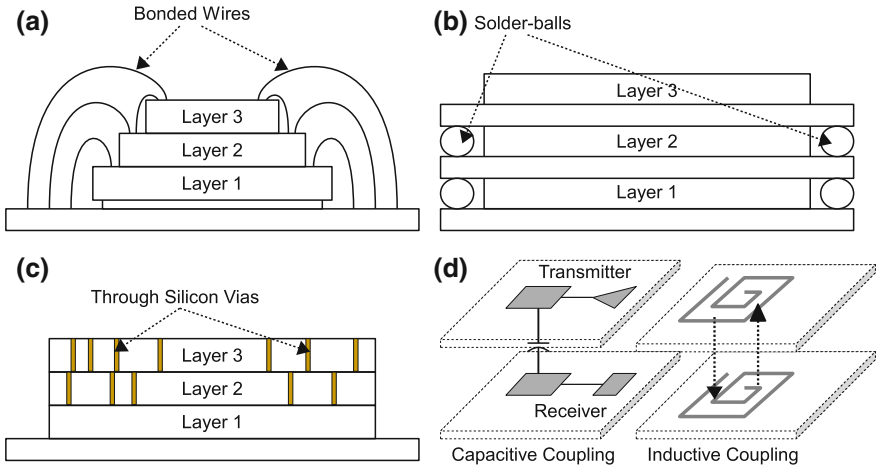 (a)
Bonded Wires
Layer 3
Layer 2
Layer 1
(b)
Solder-balls
Layer 3
Layer 2
Layer 1
(c)
Through Silicon Vias
Layer 3
Layer 2
Layer 1
(d)
Transmitter
Receiver
Capacitive Coupling
Inductive Coupling